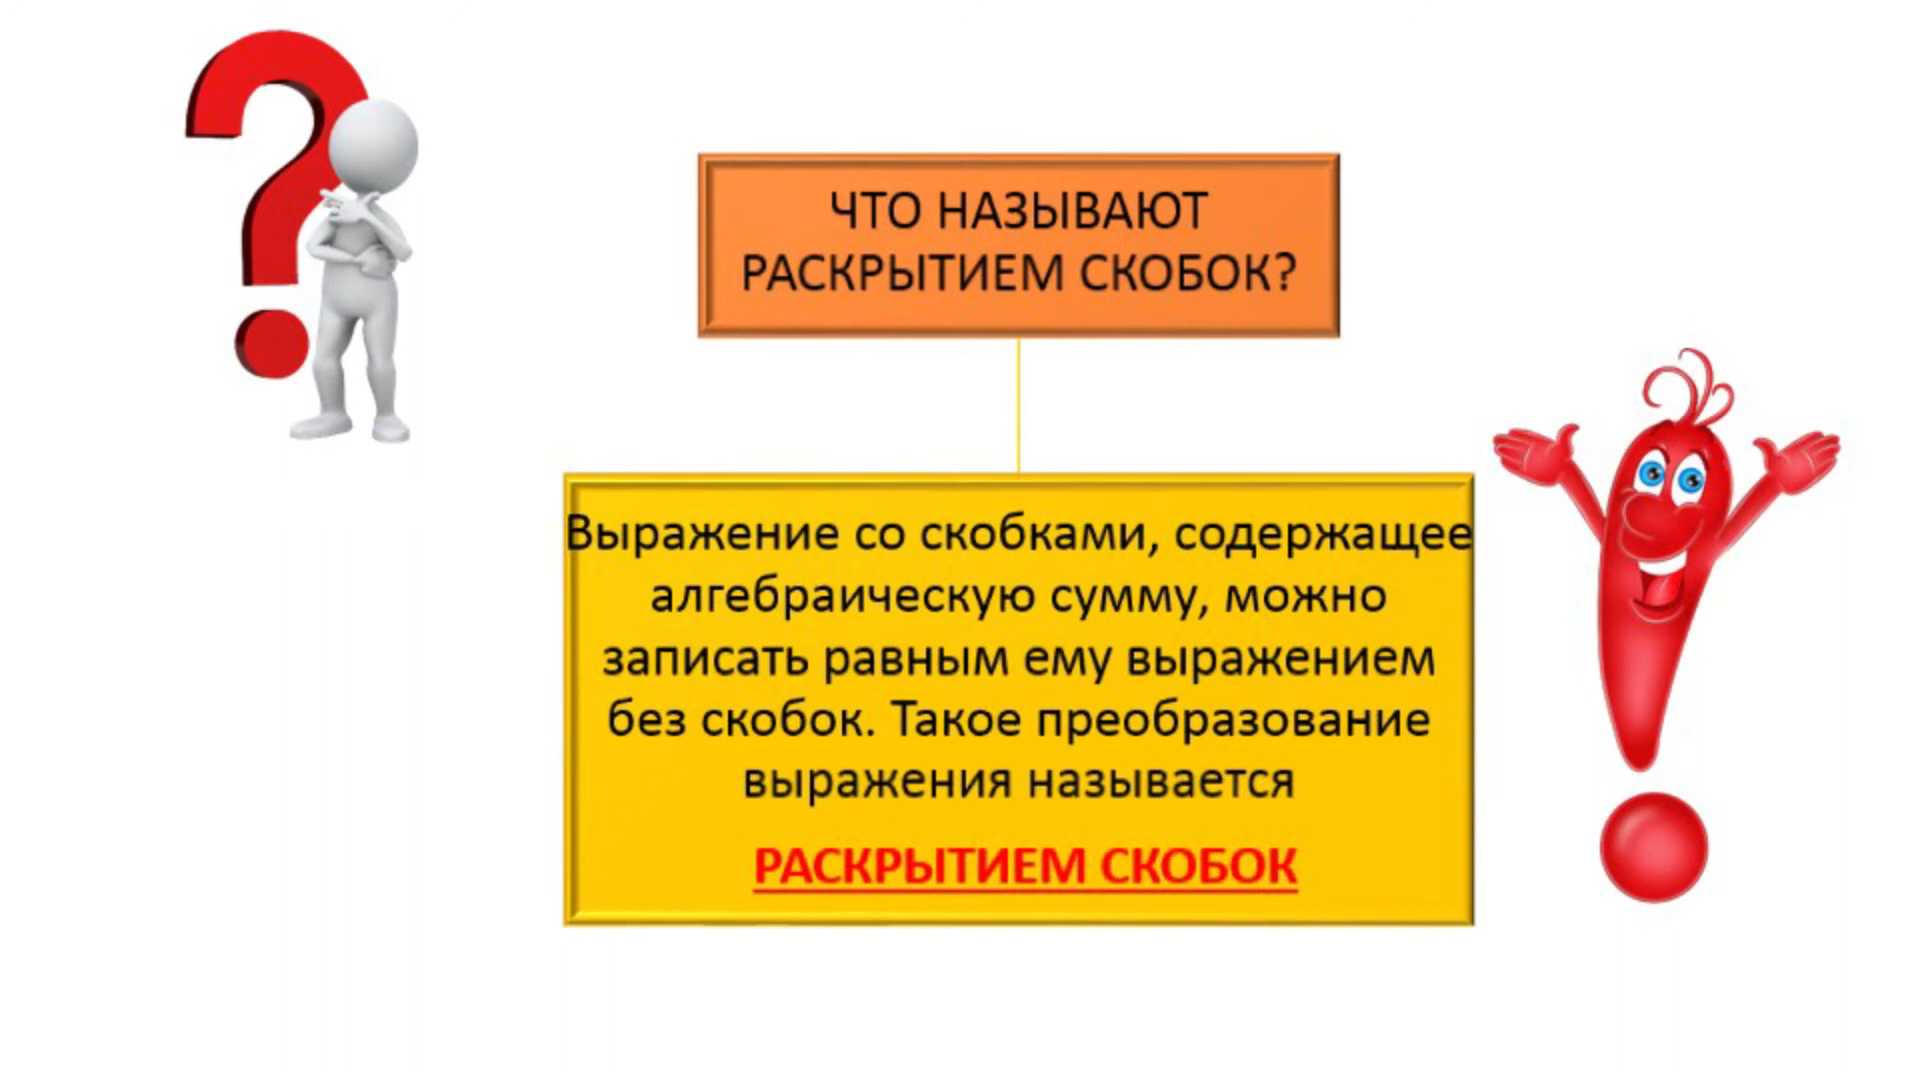 ЧТО НАЗЫВАЮТ
РАСКРЫТИЕМ СКОБОК?
Выражение со скобками, содержащее
алгебраическую сумму, можно
записать равным ему выражением
без скобок. Такое преобразование
выражения называется
РАСКРЫТИЕМ СКОБОК